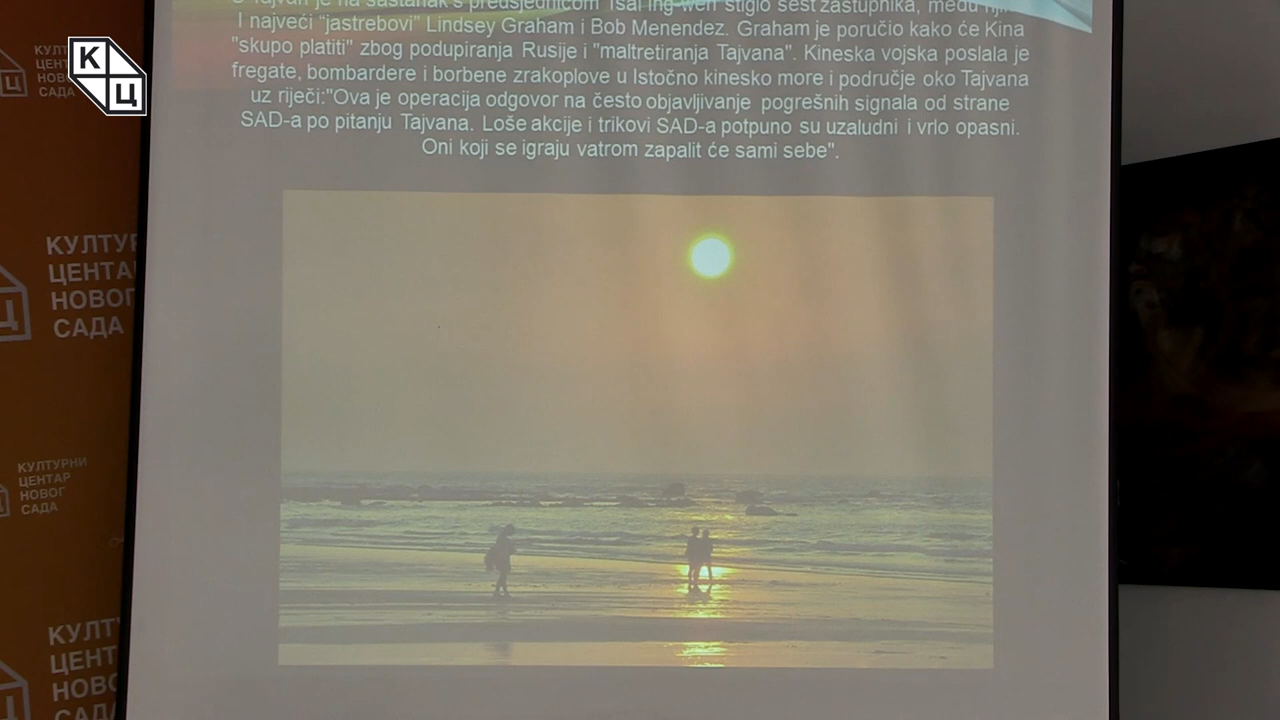 U Tajvan je na sastanak s predsjednicom Tsai Ing-wen stiglo šest zastupnika, među
I najveći "jastrebovi" Lindsey Graham i Bob Menendez. Graham je poručio kako će Kina
"skupo platiti" zbog podupiranja Rusije i "maltretiranja Tajvana". Kineska vojska poslala je
fregate, bombardere i borbene zrakoplove u Istočno kinesko more i područje oko Tajvana
uz riječi:"Ova je operacija odgovor na često objavljivanje pogrešnih signala od strane
SAD-a po pitanju Tajvana. Loše akcije i trikovi SAD-a potpuno su uzaludni i vrlo opasni.
Oni koji se igraju vatrom zapalit će sami sebe".
К
Ц
КУЛТУРНИ
ЦЕНТАР
НОВОГ
САДА
КУЛТУРНИ
ЦЕНТАР
НОВОГ
САДА